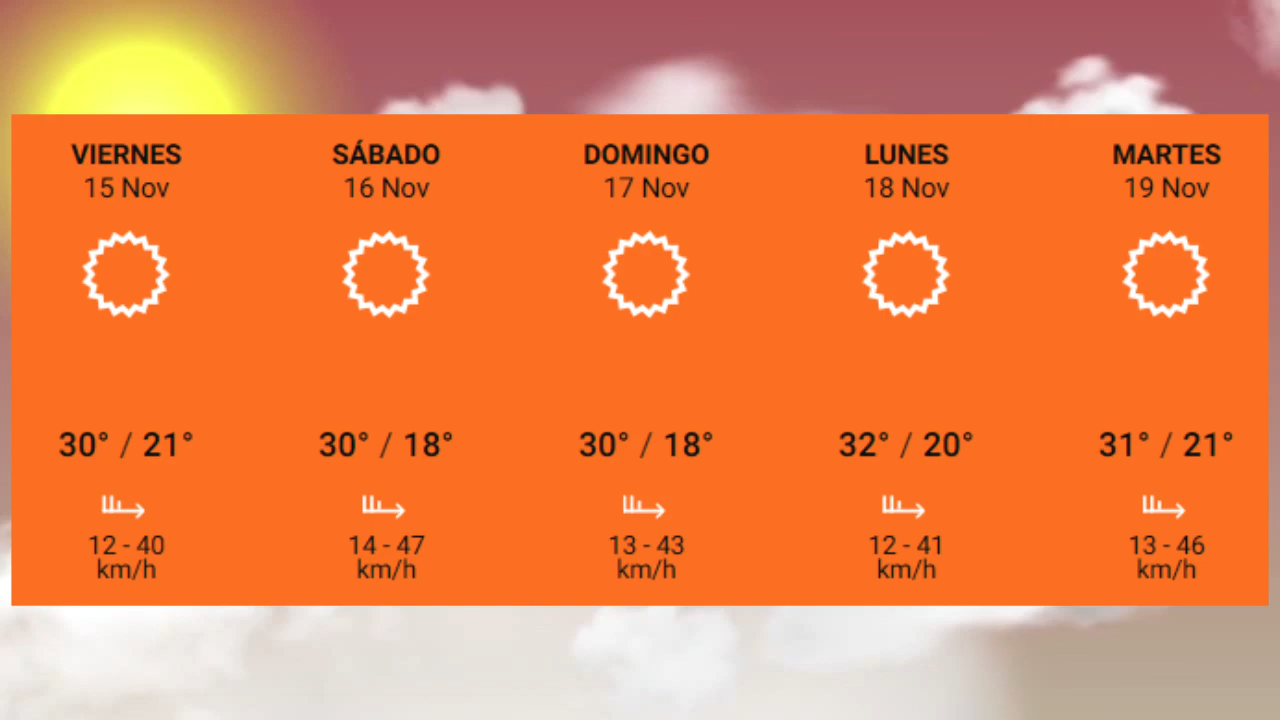 VIERNES
15 Nov
30° / 21°
12 - 40
km/h
SÁBADO
16 Nov
30° / 18°
14 - 47
km/h
DOMINGO
17 Nov
30° / 18°
13 - 43
km/h
LUNES
18 Nov
32° / 20°
12 - 41
km/h
MARTES
19 Nov
31° / 21°
13 - 46
km/h